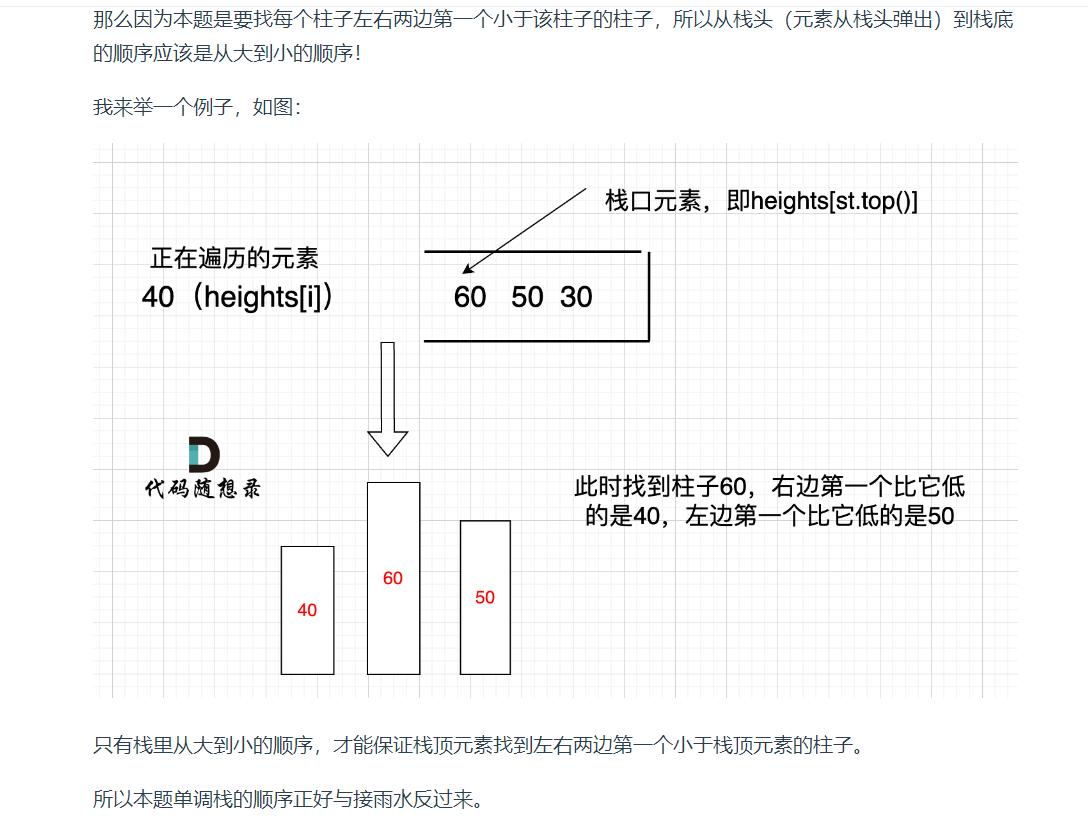 那么因为本题是要找每个柱子左右两边第一个小于该柱子的柱子，所以从栈头（元素从栈头弹出）到栈底
的顺序应该是从大到小的顺序！
我来举一个例子，如图：
栈口元素，即heights[st.top()]
正在遍历的元素
40（heights[i]）
60 50 30
代码随想录
此时找到柱子60，右边第一个比它低
的是40，左边第一个比它低的是50
40
60
50
只有栈里从大到小的顺序，才能保证栈顶元素找到左右两边第一个小于栈顶元素的柱子。
所以本题单调栈的顺序正好与接雨水反过来。